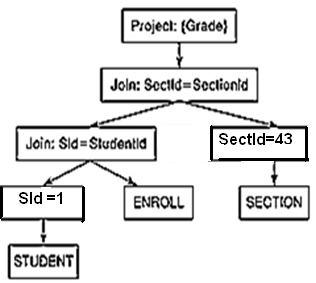 Project: {Grade}
Join: SectId=SectionId
Join: SId=StudentId
SectId=43
SId =1
ENROLL
SECTION
STUDENT